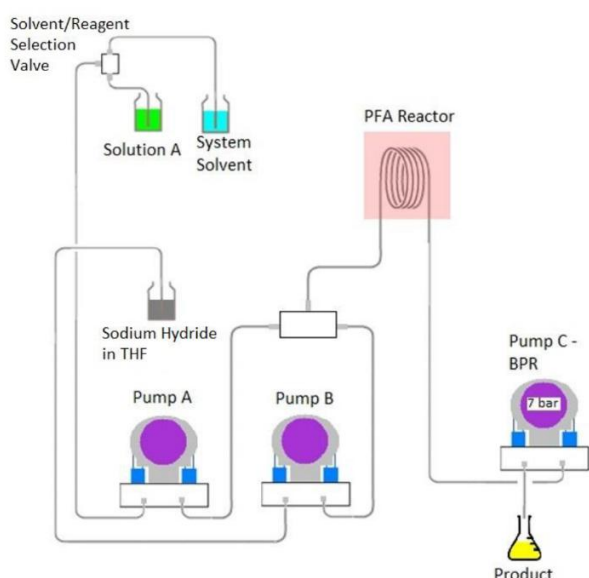 Solvent/Reagent
Selection
Valve
Solution A
System
Solvent
PFA Reactor
Sodium Hydride
in THF
Pump A
Pump B
Pump C -
BPR
7 bar
Product